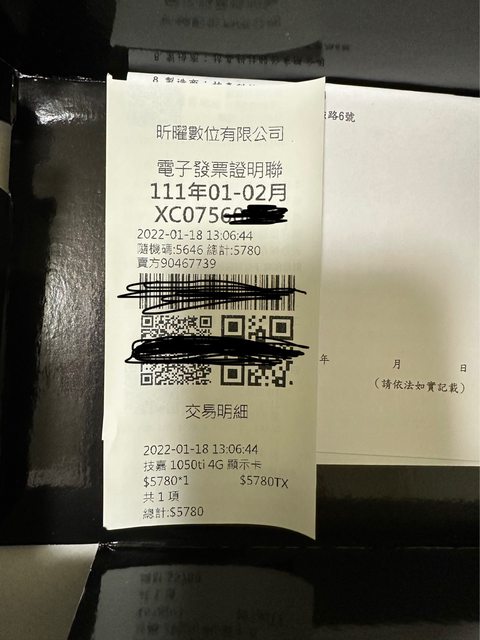 8
路6號
昕曜數位有限公司
電子發票證明聯
111年01-02月
XC0756
2022-01-18 13:06:44
隨機碼:5646 總計:5780
賣方90467739
年 月 日
(請依法如實記載)
交易明細
2022-01-18 13:06:44
技嘉 1050ti 4G 顯示卡
$5780*1 $5780TX
共 1 項
總計:$5780